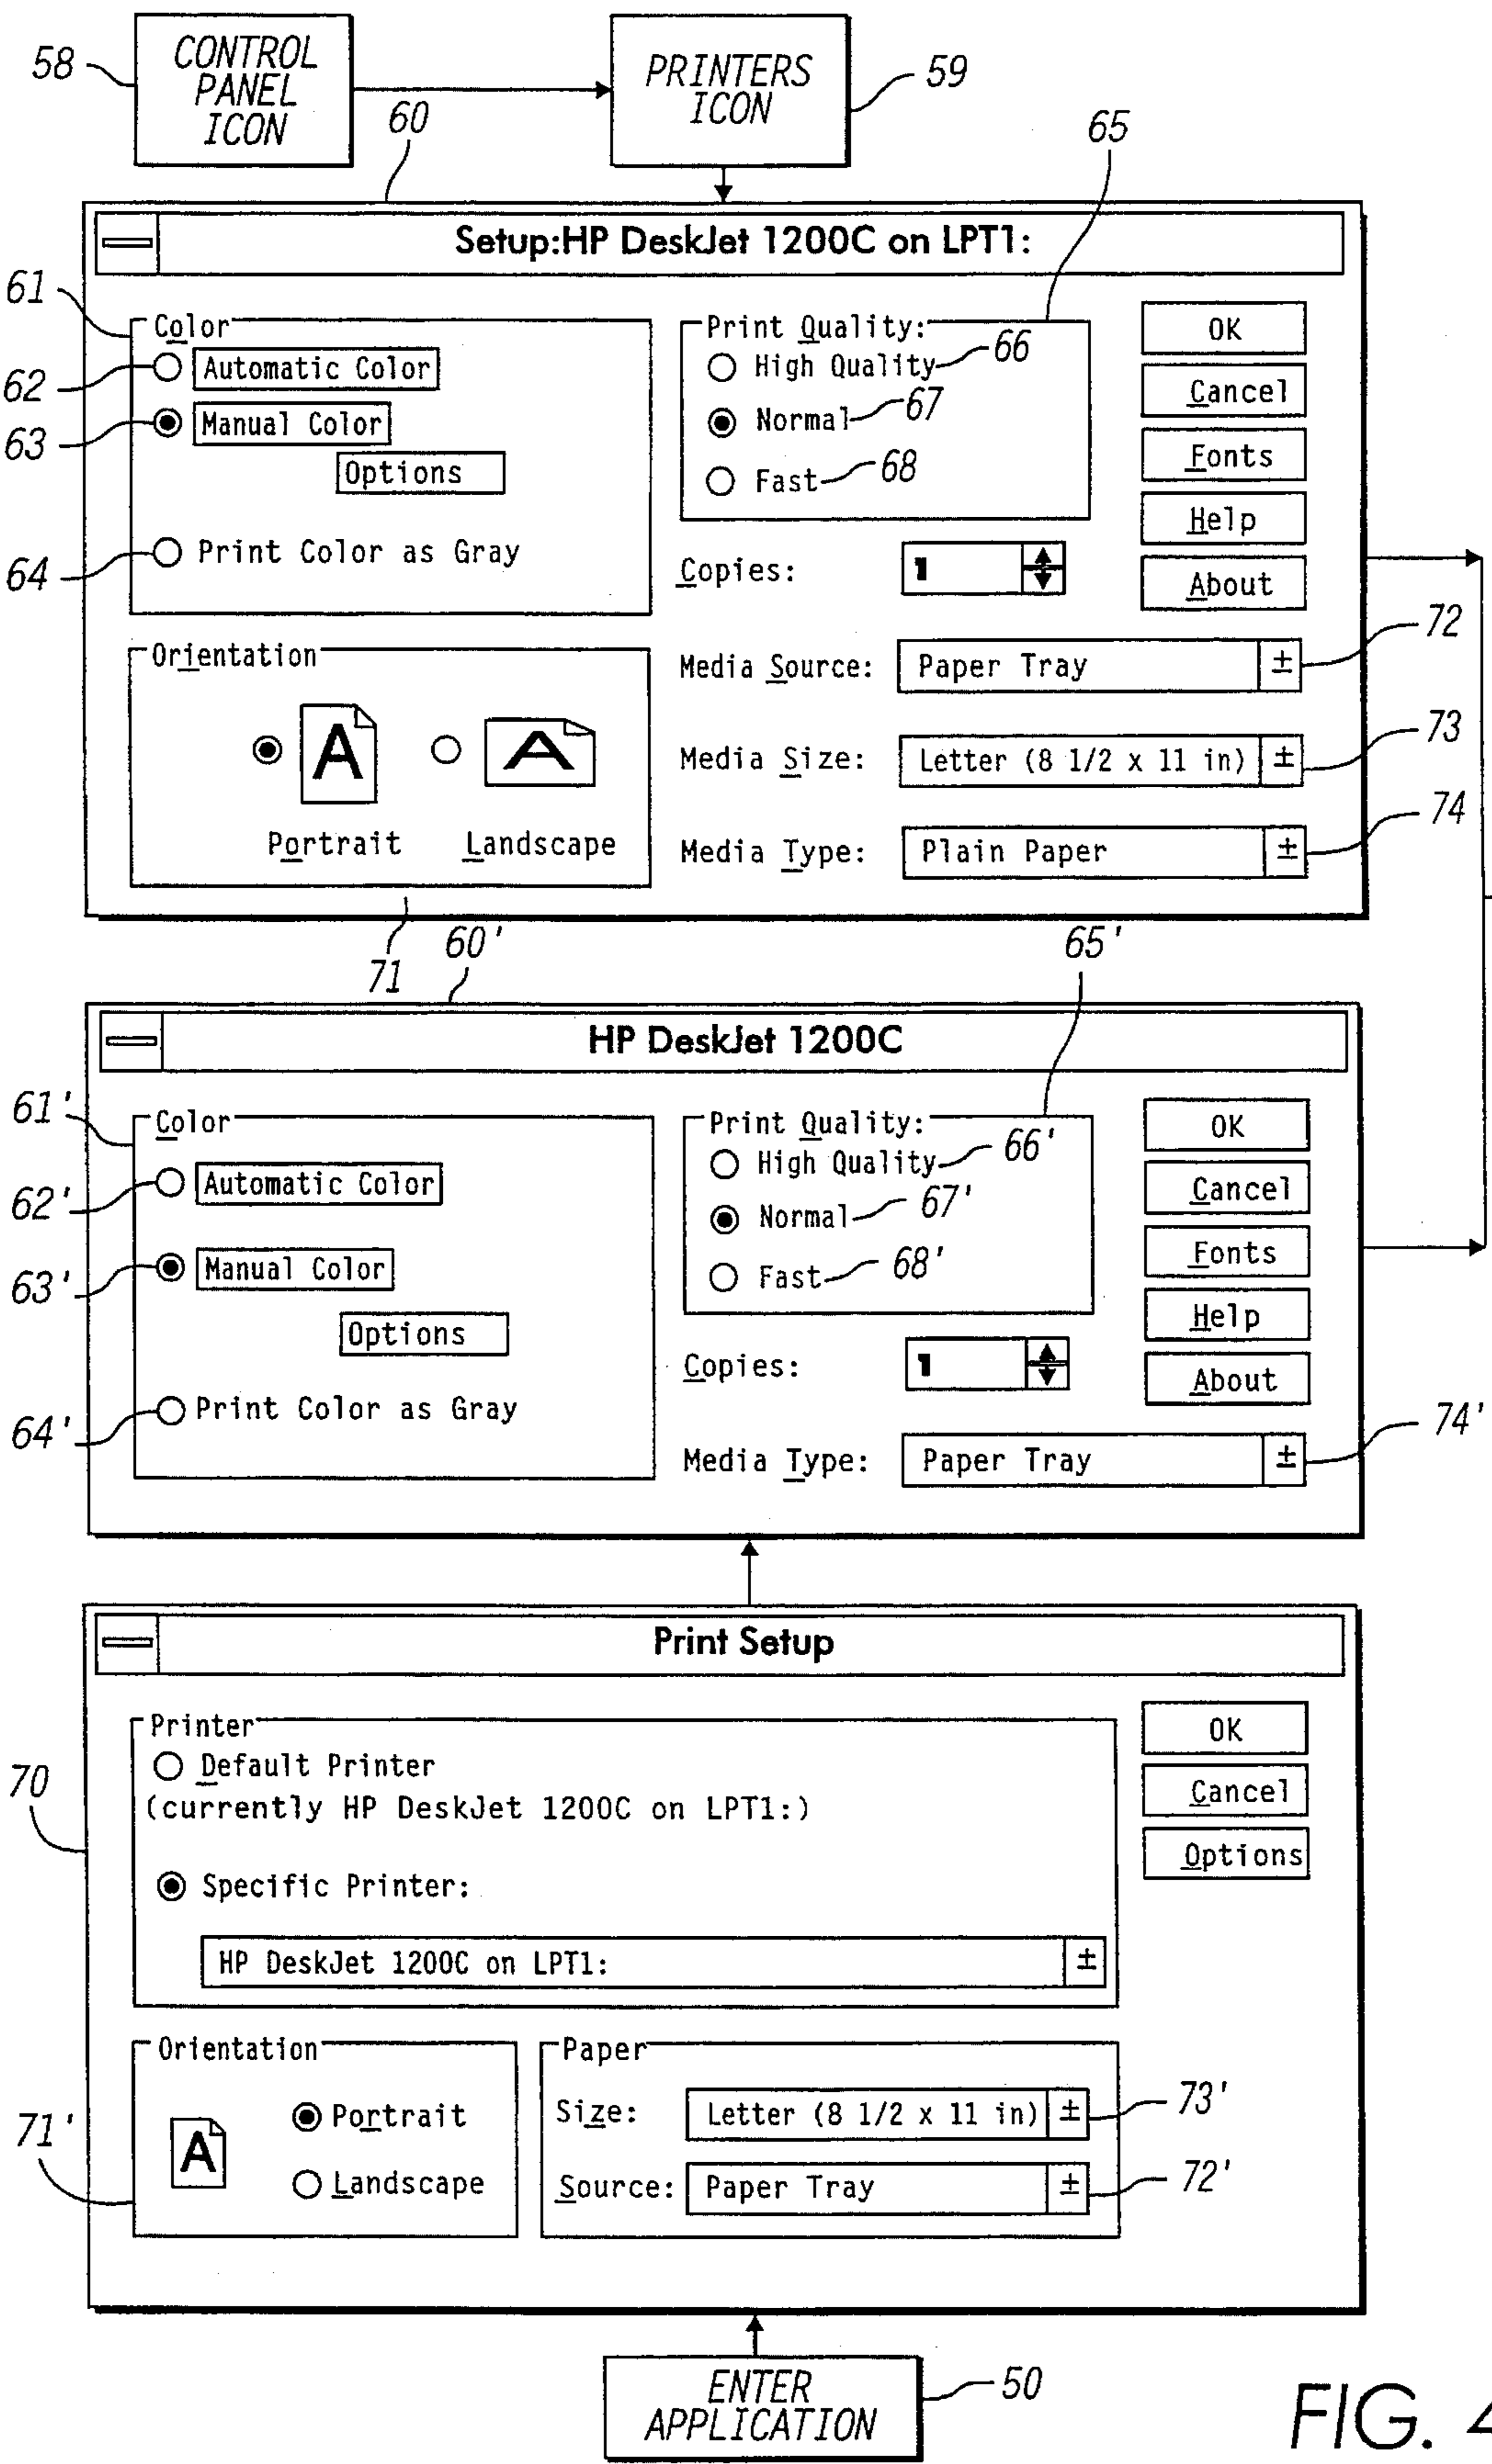 58
CONTROL
PANEL
ICON
PRINTERS
ICON
59
60
65
Setup:HP DeskJet 1200C on LPT1:
61
Color
62
Automatic Color
63
Manual Color
Options
64
Print Color as Gray
Print Quality:
High Quality
66
Normal
67
Fast
68
Copies:
1
OK
Cancel
Fonts
Help
About
Orientation
A
A
Portrait
Landscape
71
Media Source:
Paper Tray
±
72
Media Size:
Letter (8 1/2 x 11 in)
±
73
Media Type:
Plain Paper
±
74
60'
65'
HP DeskJet 1200C
61'
Color
62'
Automatic Color
63'
Manual Color
Options
64'
Print Color as Gray
Print Quality:
High Quality
66'
Normal
67'
Fast
68'
Copies:
1
Media Type:
Paper Tray
±
74'
OK
Cancel
Fonts
Help
About
Print Setup
70
Printer
Default Printer
(currently HP DeskJet 1200C on LPT1:)
Specific Printer:
HP DeskJet 1200C on LPT1:
±
OK
Cancel
Options
Orientation
71'
A
Portrait
Landscape
Paper
Size:
Letter (8 1/2 x 11 in)
±
73'
Source:
Paper Tray
±
72'
ENTER
APPLICATION
50
FIG. 4